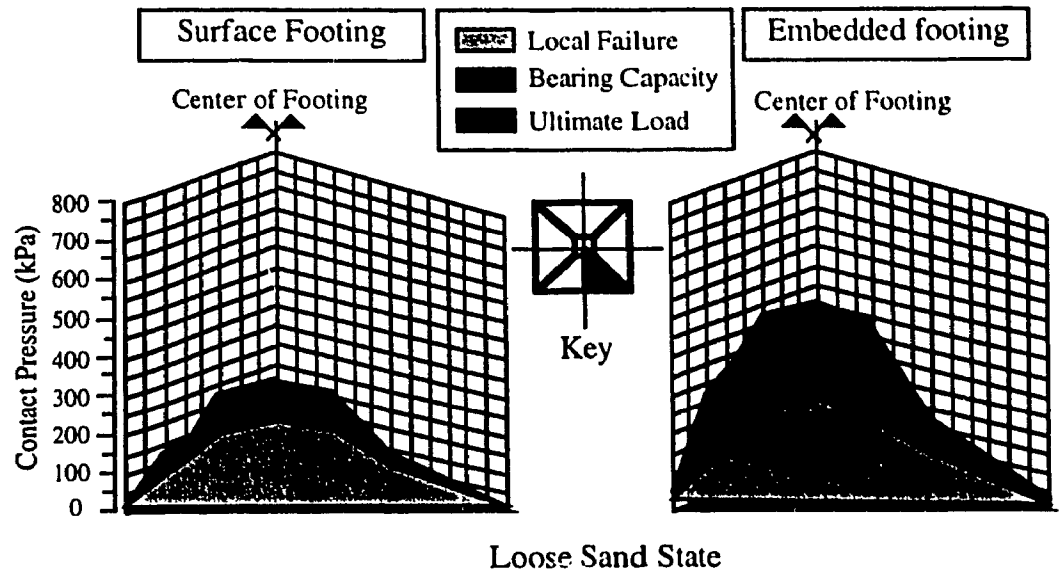 Surface Footing
Local Failure
Bearing Capacity
Ultimate Load
Embedded footing
Center of Footing
Center of Footing
800
700
600
500
400
300
200
100
0
Contact Pressure (kPa)
Key
Loose Sand State